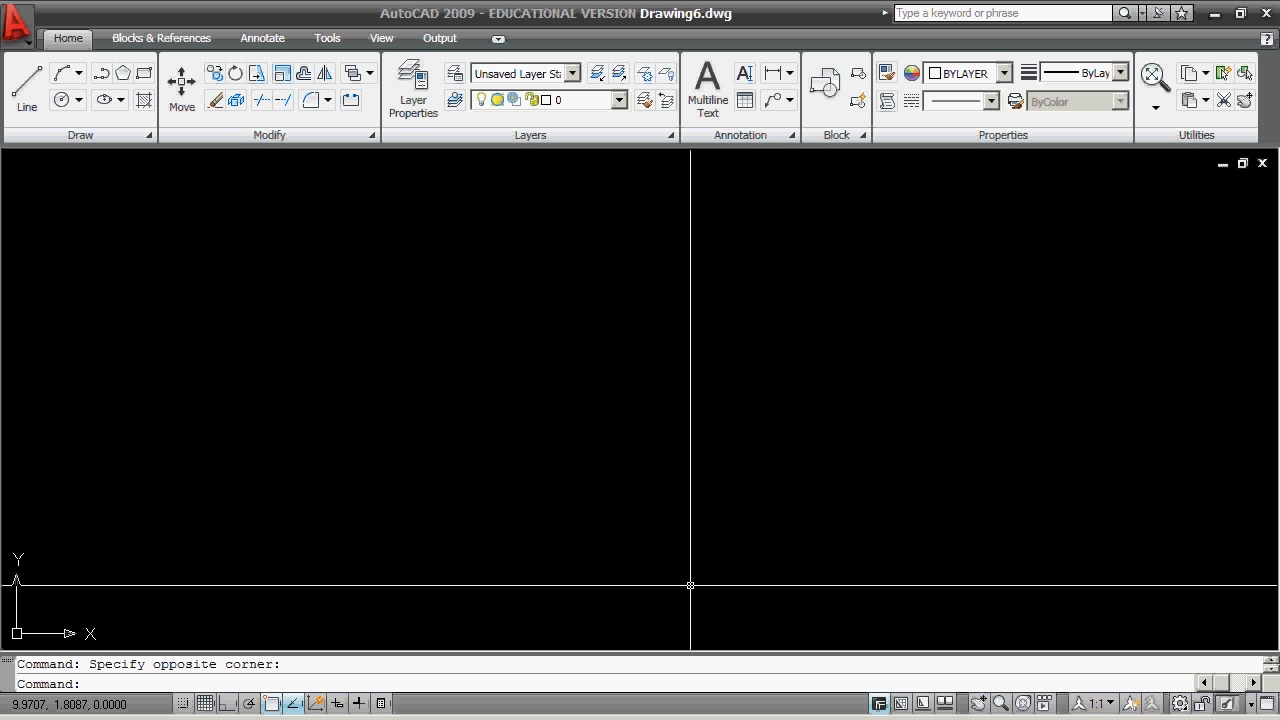 AutoCAD 2009 - EDUCATIONAL VERSION Drawing6.dwg
Type a keyword or phrase
Home Blocks & References Annotate Tools View Output
Line
Move
Layer Properties
Unsaved Layer Sta
0
Multiline Text
BYLAYER
ByLay
ByColor
Draw Modify Layers Annotation Block Properties Utilities
Y
X
Command: Specify opposite corner:
Command:
9.9707, 1.8087, 0.0000
1:1